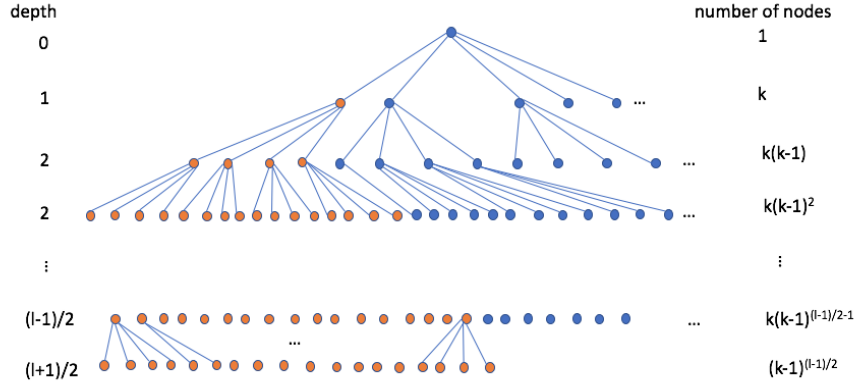 depth number of nodes
0 1
1 k
... 
2 k(k-1)
...
2 k(k-1)²
...
⋮ ⋮
(l-1)/2 ... k(k-1)^(l-1)/2-1
...
(l+1)/2 (k-1)^(l-1)/2